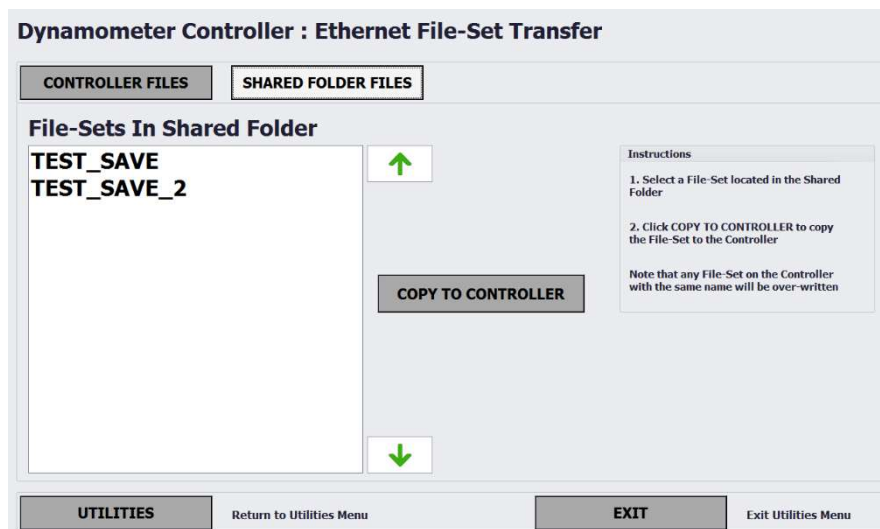 Dynamometer Controller : Ethernet File-Set Transfer
CONTROLLER FILES
SHARED FOLDER FILES
File-Sets In Shared Folder
TEST_SAVE
TEST_SAVE_2
COPY TO CONTROLLER
Instructions
1. Select a File-Set located in the Shared
Folder
2. Click COPY TO CONTROLLER to copy
the File-Set to the Controller
Note that any File-Set on the Controller
with the same name will be over-written
UTILITIES
Return to Utilities Menu
EXIT
Exit Utilities Menu